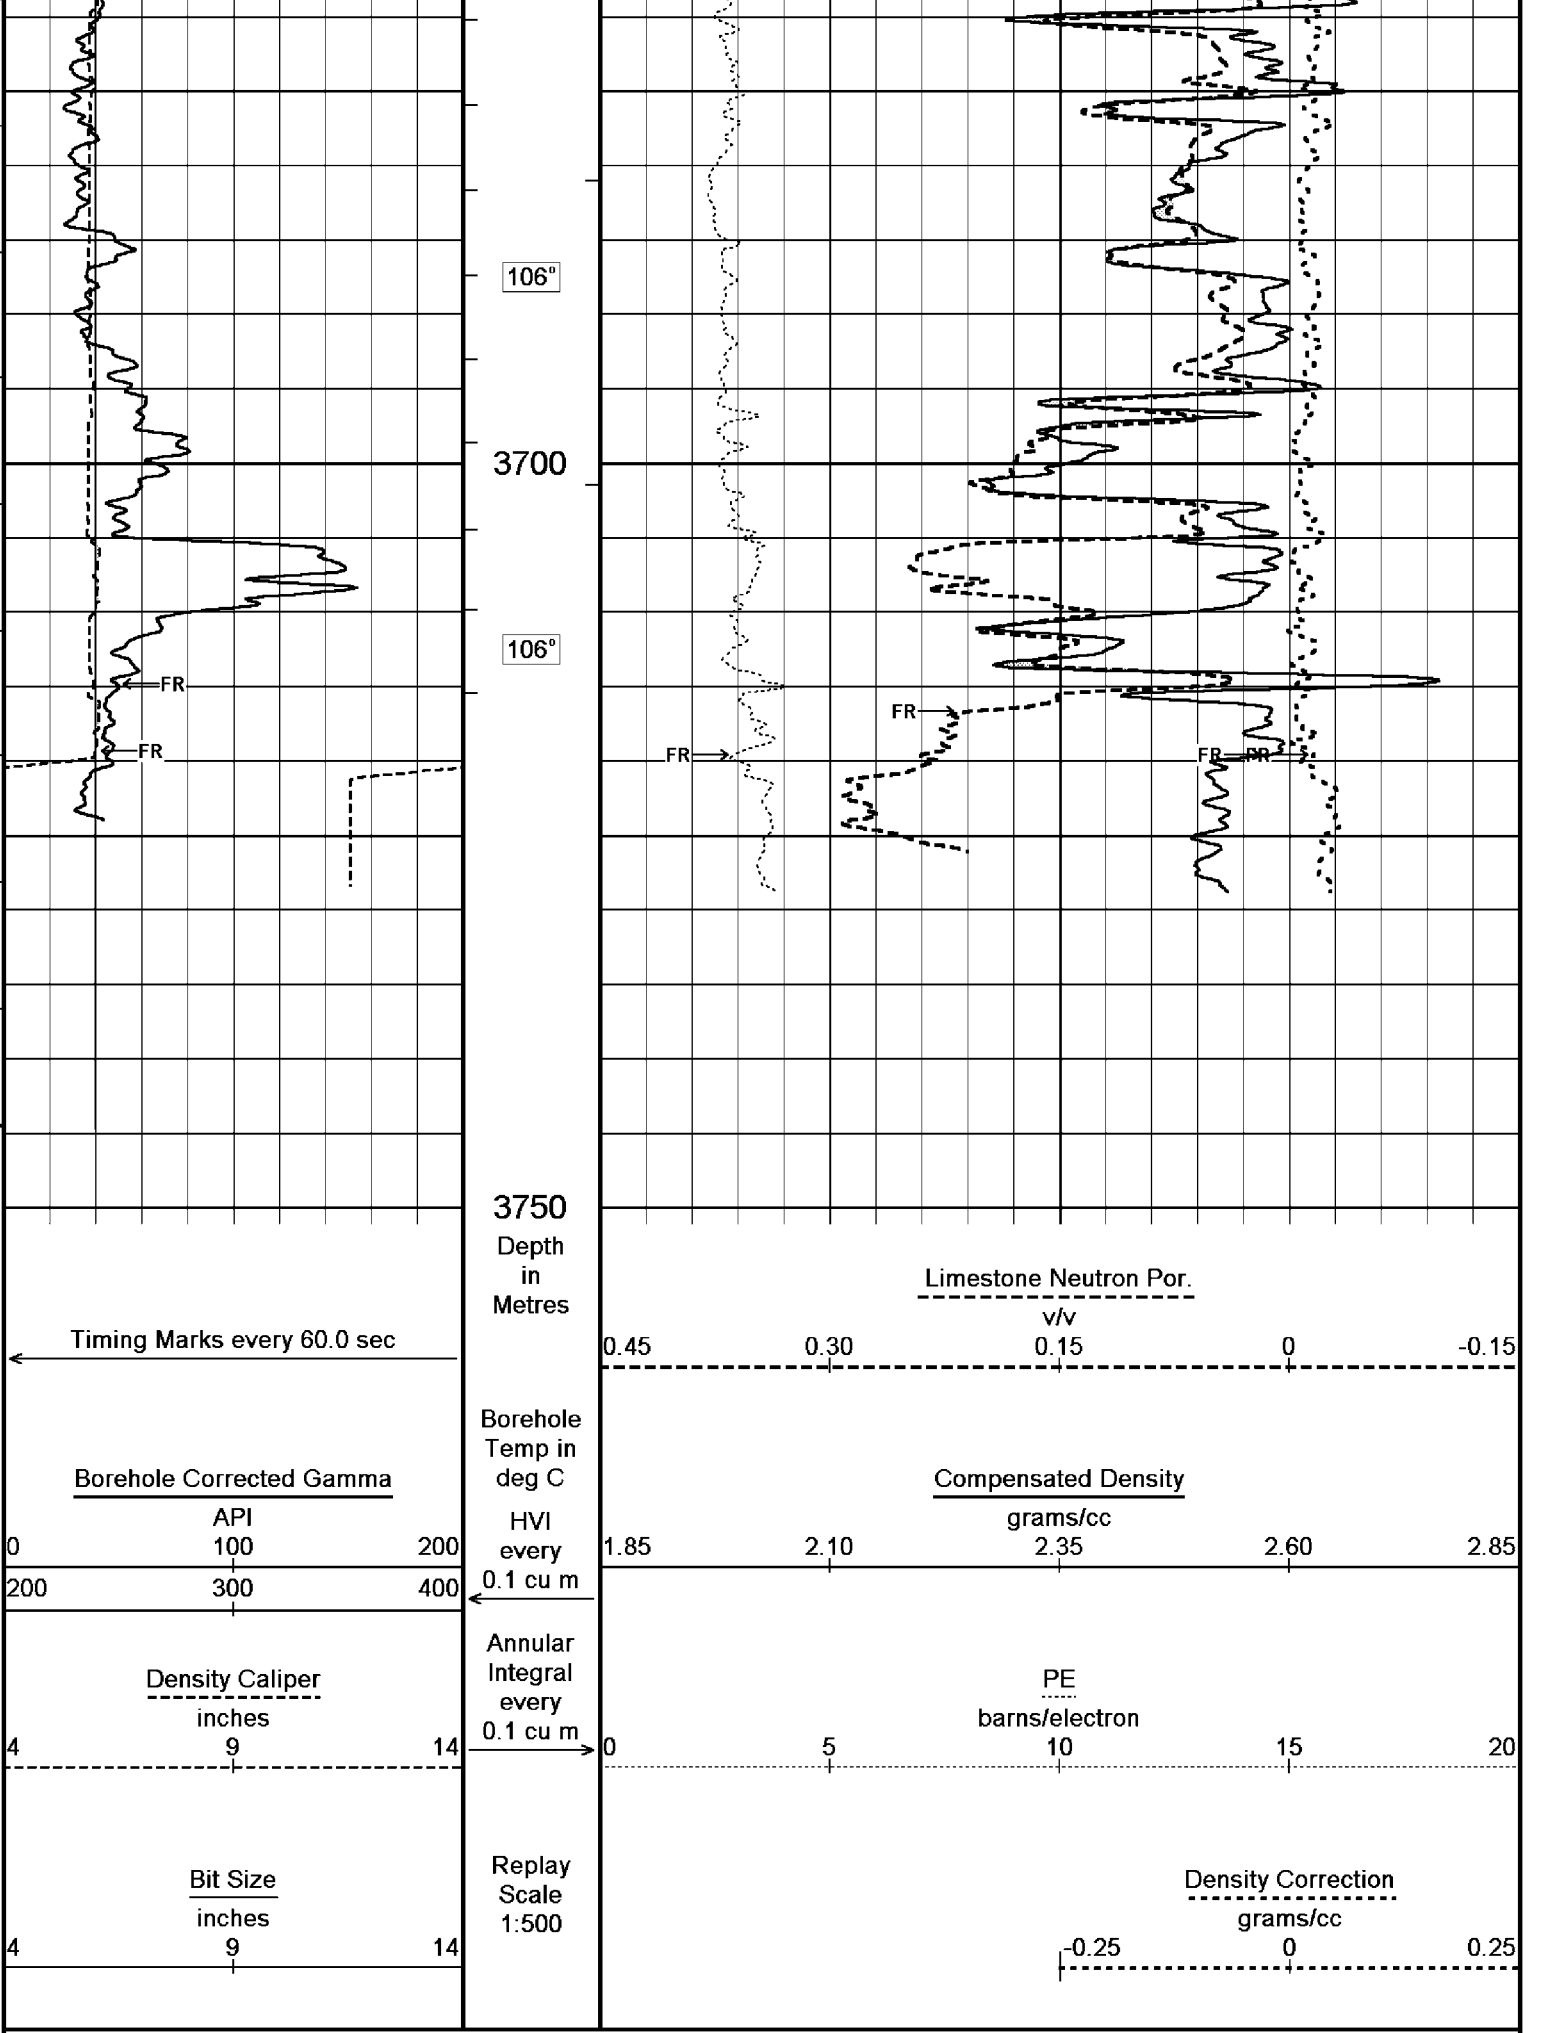 106°
3700
106°
FR
FR
FR
FR
FR
3750
Depth
in
Metres
Limestone Neutron Por.
v/v
0.45 0.30 0.15 0 -0.15
Timing Marks every 60.0 sec
Borehole
Temp in
deg C
Borehole Corrected Gamma
API
0 100 200
200 300 400
HVI
every
0.1 cu m
Compensated Density
grams/cc
1.85 2.10 2.35 2.60 2.85
Annular
Integral
every
0.1 cu m
Density Caliper
inches
4 9 14
PE
barns/electron
0 5 10 15 20
Bit Size
inches
4 9 14
Replay
Scale
1:500
Density Correction
grams/cc
-0.25 0 0.25